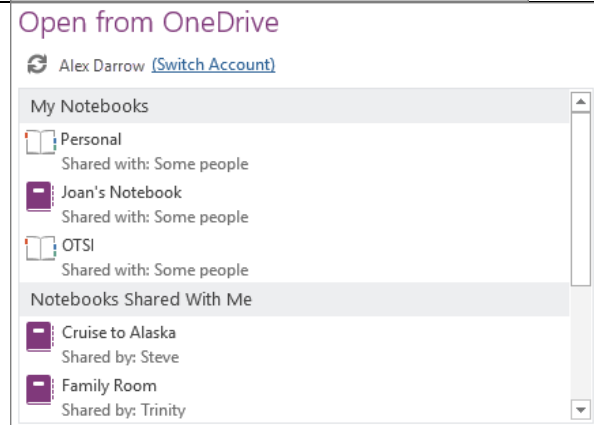 Open from OneDrive
Alex Darrow (Switch Account)
My Notebooks
Personal
Shared with: Some people
Joan's Notebook
Shared with: Some people
OTSI
Shared with: Some people
Notebooks Shared With Me
Cruise to Alaska
Shared by: Steve
Family Room
Shared by: Trinity